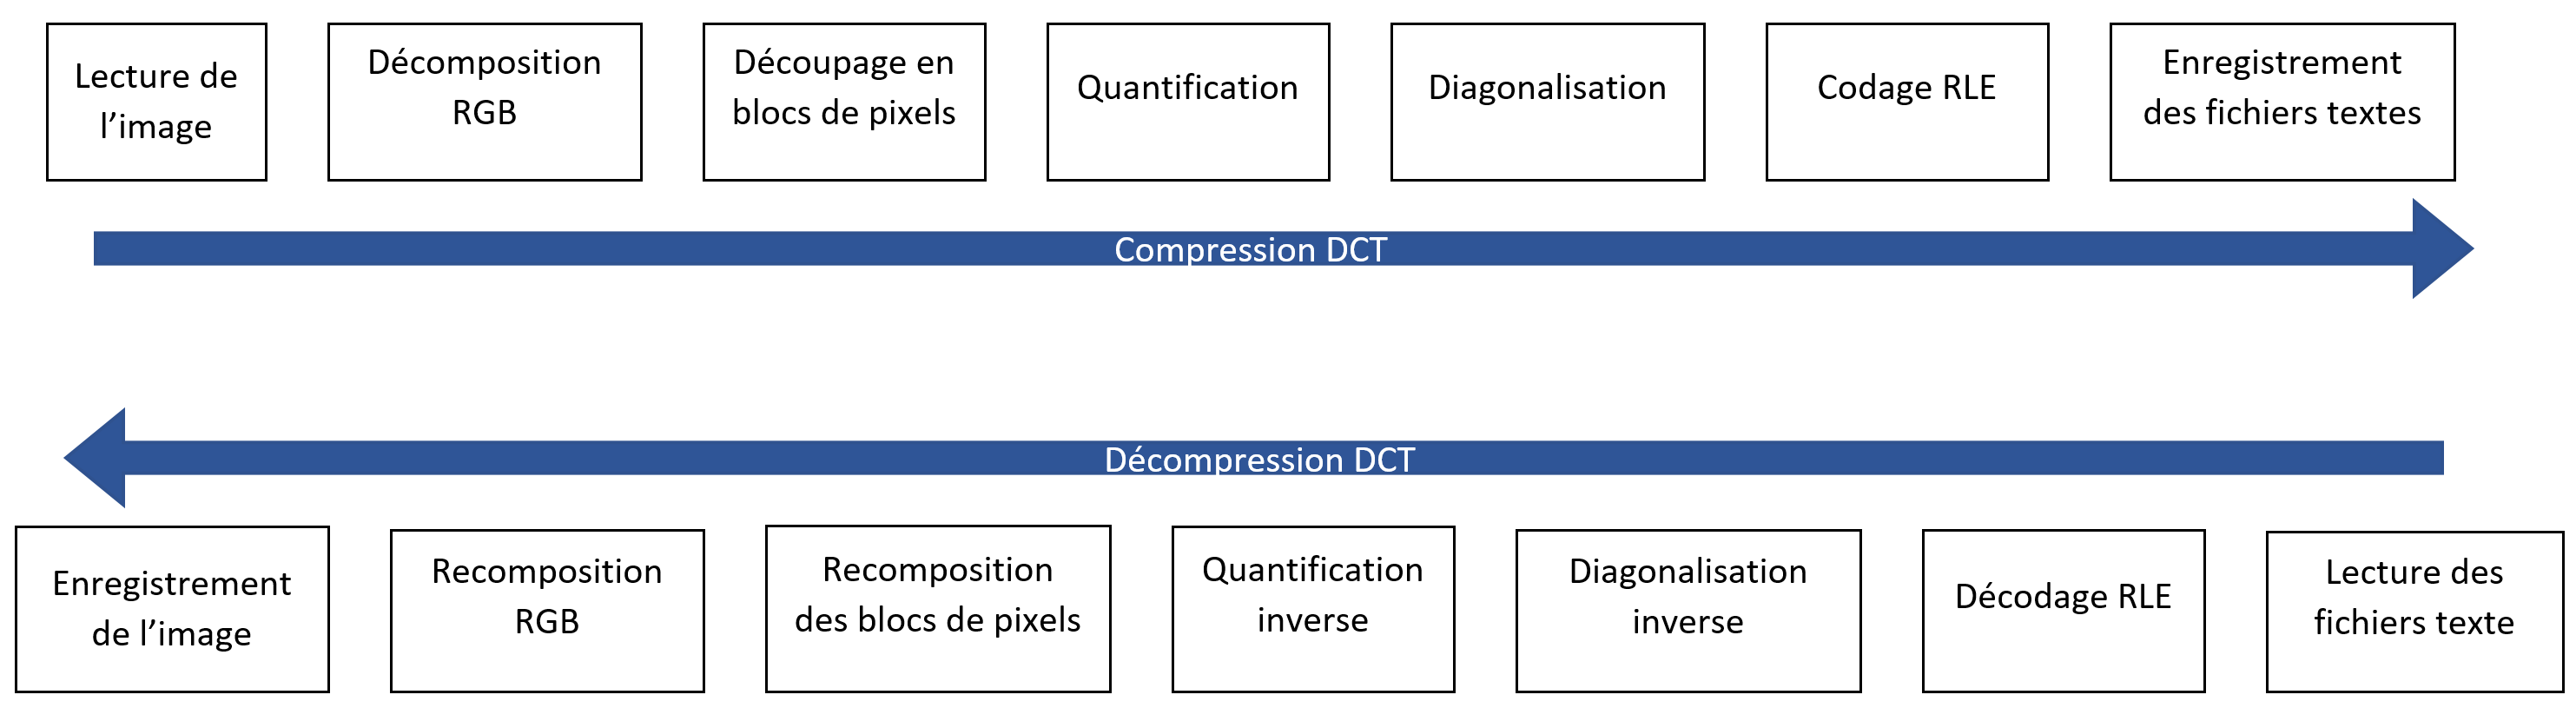 Lecture de
l’image
Décomposition
RGB
Découpage en
blocs de pixels
Quantification
Diagonalisation
Codage RLE
Enregistrement
des fichiers textes
Compression DCT
Décompression DCT
Enregistrement
de l’image
Recomposition
RGB
Recomposition
des blocs de pixels
Quantification
inverse
Diagonalisation
inverse
Décodage RLE
Lecture des
fichiers texte